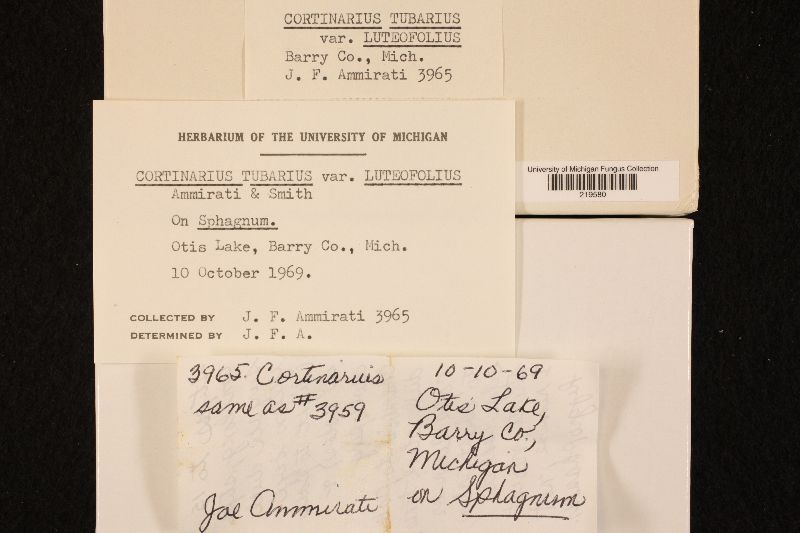 CORTINARIUS TUBARIUS
var. LUTEOFOLIUS
Barry Co., Mich.
J. F. Ammirati 3965
HERBARIUM OF THE UNIVERSITY OF MICHIGAN
CORTINARIUS TUBARIUS var. LUTEOFOLIUS
Ammirati & Smith
On Sphagnum.
Otis Lake, Barry Co., Mich.
10 October 1969.
COLLECTED BY J. F. Ammirati 3965
DETERMINED BY J. F. A.
University of Michigan Fungus Collection
219580
3965 Cortinarius
same as #3959
Joe Ammirati
10-10-69
Otis Lake,
Barry Co.,
Michigan
on Sphagnum